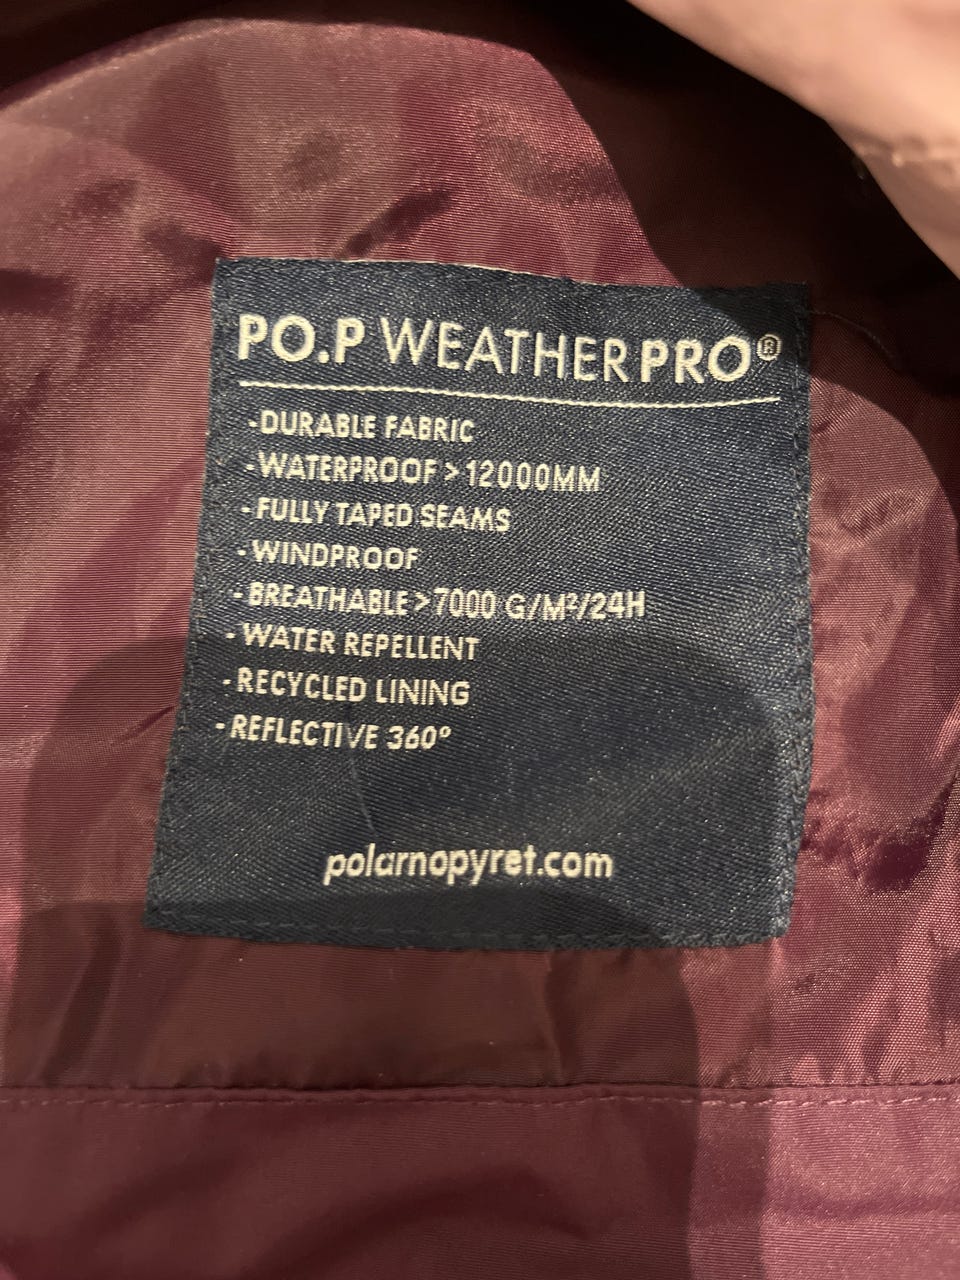 PO.P WEATHERPRO®
-DURABLE FABRIC
-WATERPROOF > 12000MM
-FULLY TAPED SEAMS
-WINDPROOF
-BREATHABLE >7000 G/M²/24H
-WATER REPELLENT
-RECYCLED LINING
-REFLECTIVE 360°
polarnopyret.com